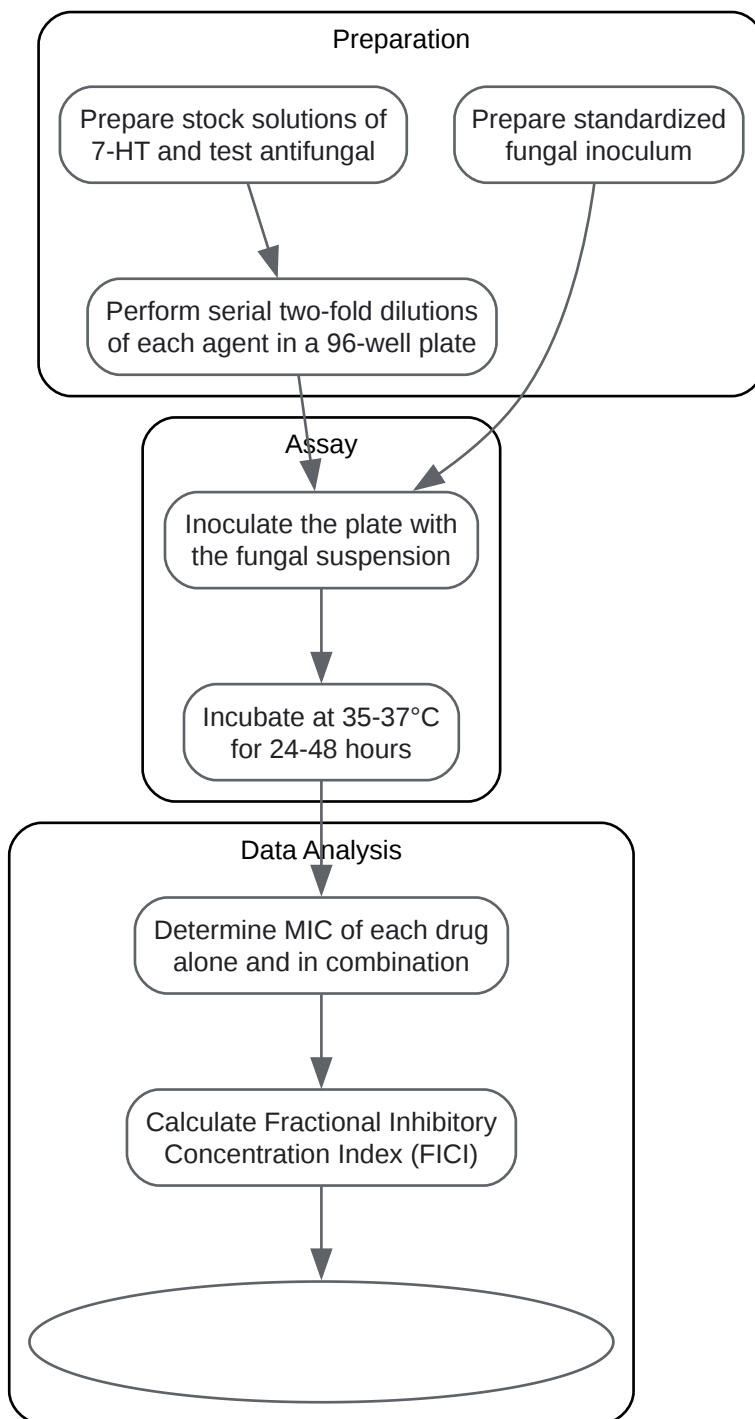 Preparation
Prepare stock solutions of
7-HT and test antifungal
Prepare standardized
fungal inoculum
Perform serial two-fold dilutions
of each agent in a 96-well plate
Assay
Inoculate the plate with
the fungal suspension
Incubate at 35-37°C
for 24-48 hours
Data Analysis
Determine MIC of each drug
alone and in combination
Calculate Fractional Inhibitory
Concentration Index (FICI)